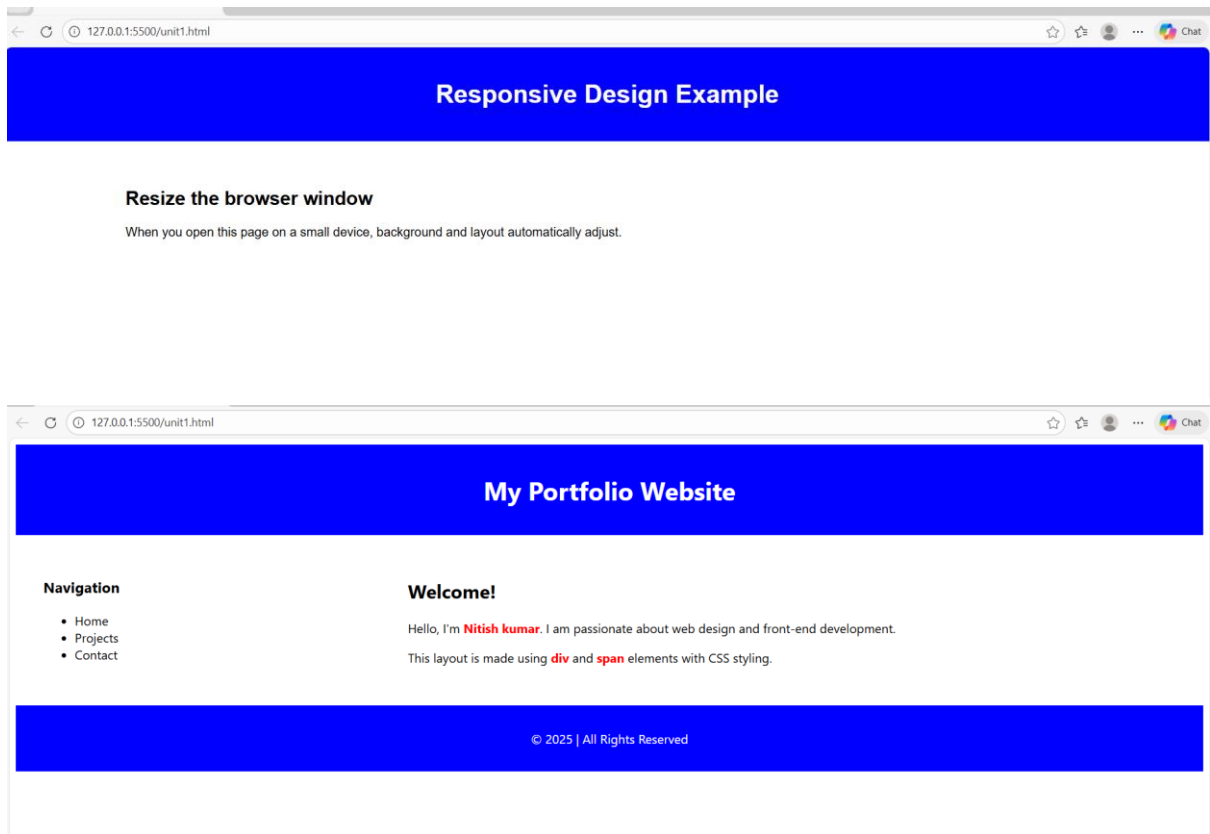 127.0.0.1:5500/unit1.html
Chat
Responsive Design Example
Resize the browser window
When you open this page on a small device, background and layout automatically adjust.
127.0.0.1:5500/unit1.html
Chat
My Portfolio Website
Navigation
Home
Projects
Contact
Welcome!
Hello, I'm Nitish kumar. I am passionate about web design and front-end development.
This layout is made using div and span elements with CSS styling.
© 2025 | All Rights Reserved